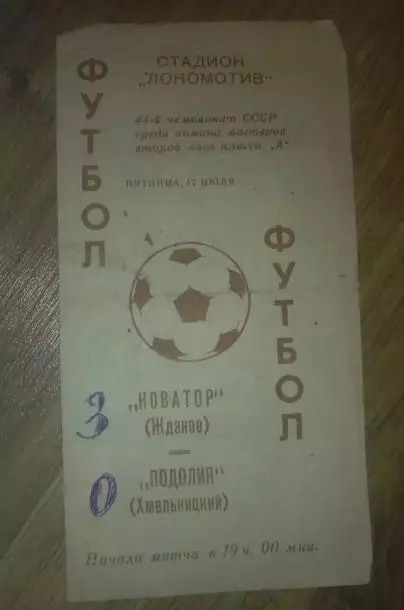 ФУТБОЛ
СТАДИОН
„ЛОКОМОТИВ“
44-й чемпионат СССР
среди команд мастеров
второй лиги класса „А“
ПЯТНИЦА, 17 ИЮЛЯ
ФУТБОЛ
3 „НОВАТОР“
(Жданов)
—
0 „ПОДОЛИЯ“
(Хмельницкий)
Начало матча в 19 ч. 00 мин.